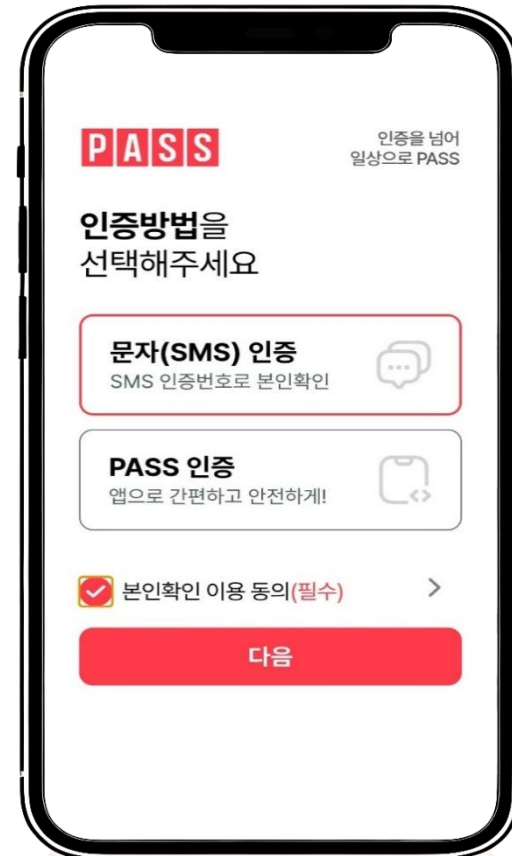 PASS
인증을 넘어
일상으로 PASS
인증방법을
선택해주세요
문자(SMS) 인증
SMS 인증번호로 본인확인
PASS 인증
앱으로 간편하고 안전하게!
본인확인 이용 동의(필수)
다음